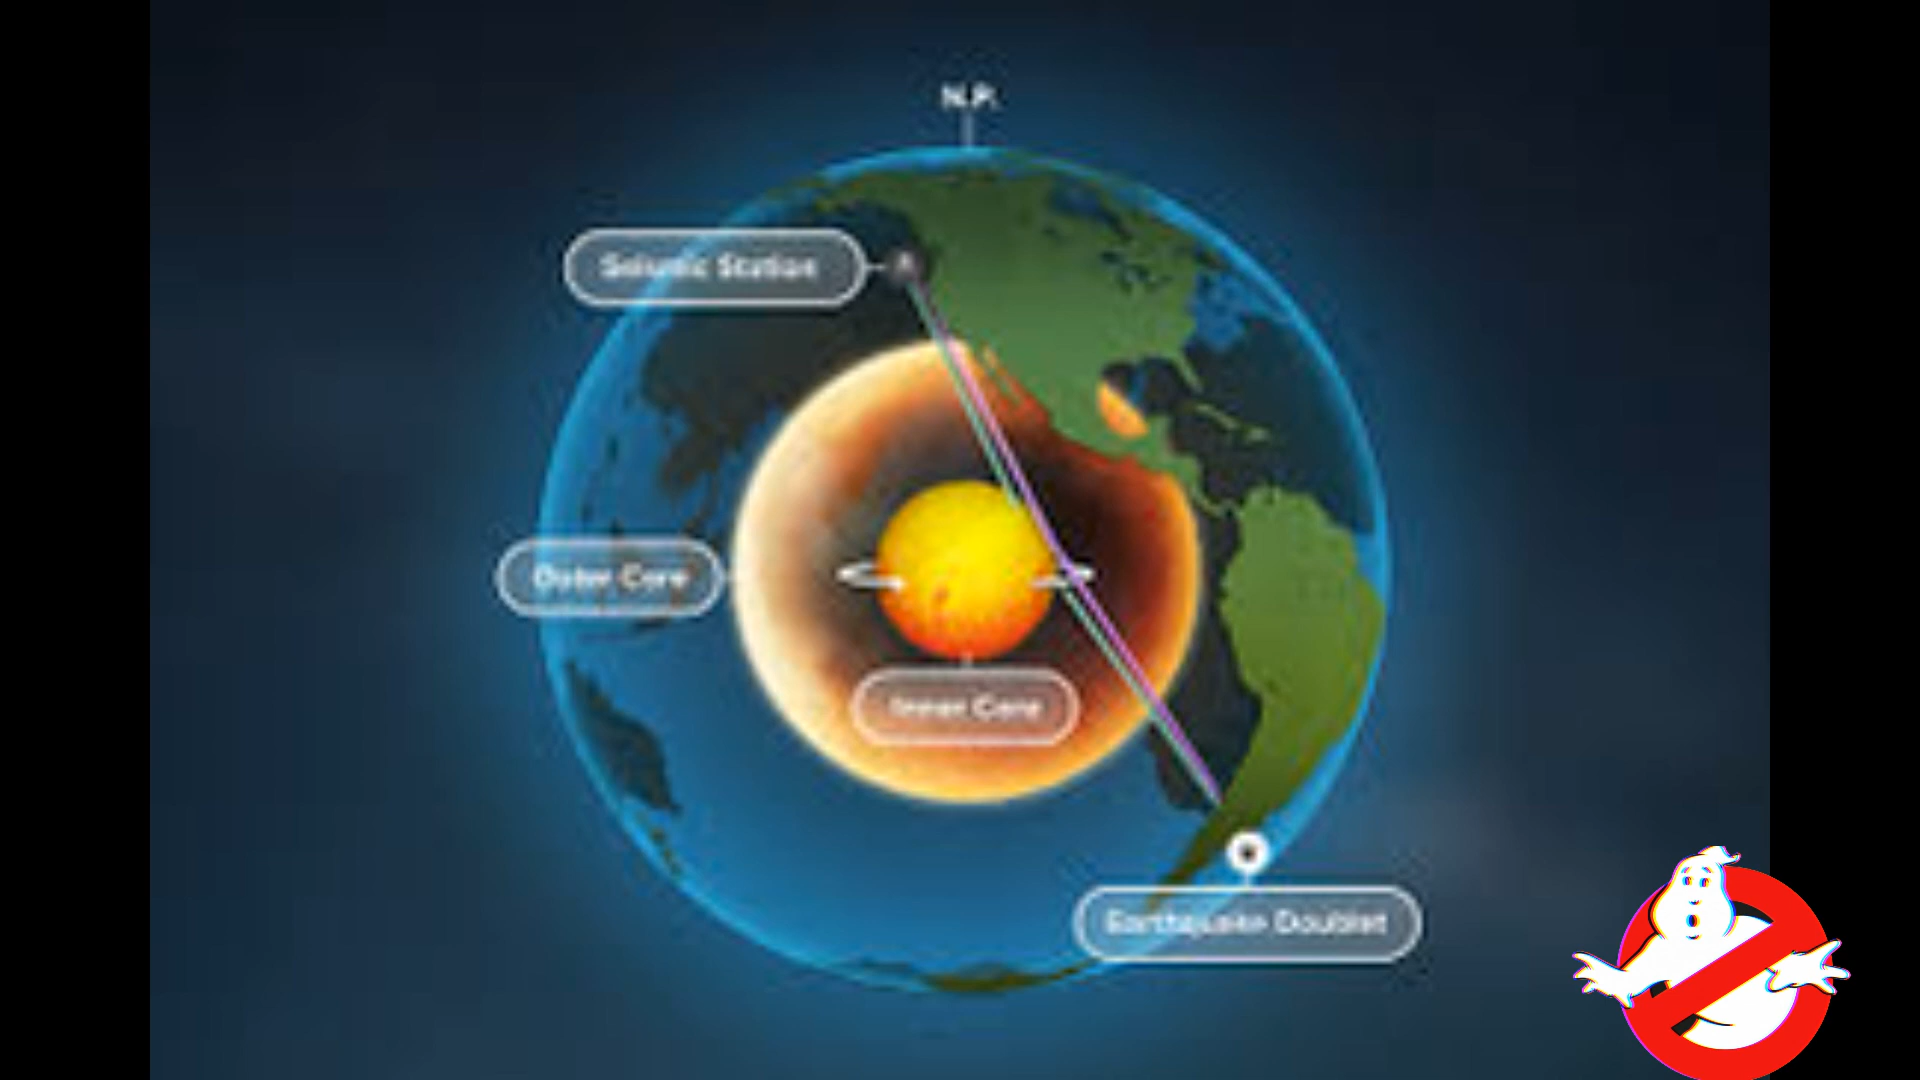 N.P.
Seismic Station
Outer Core
Inner Core
Earthquake Doublet